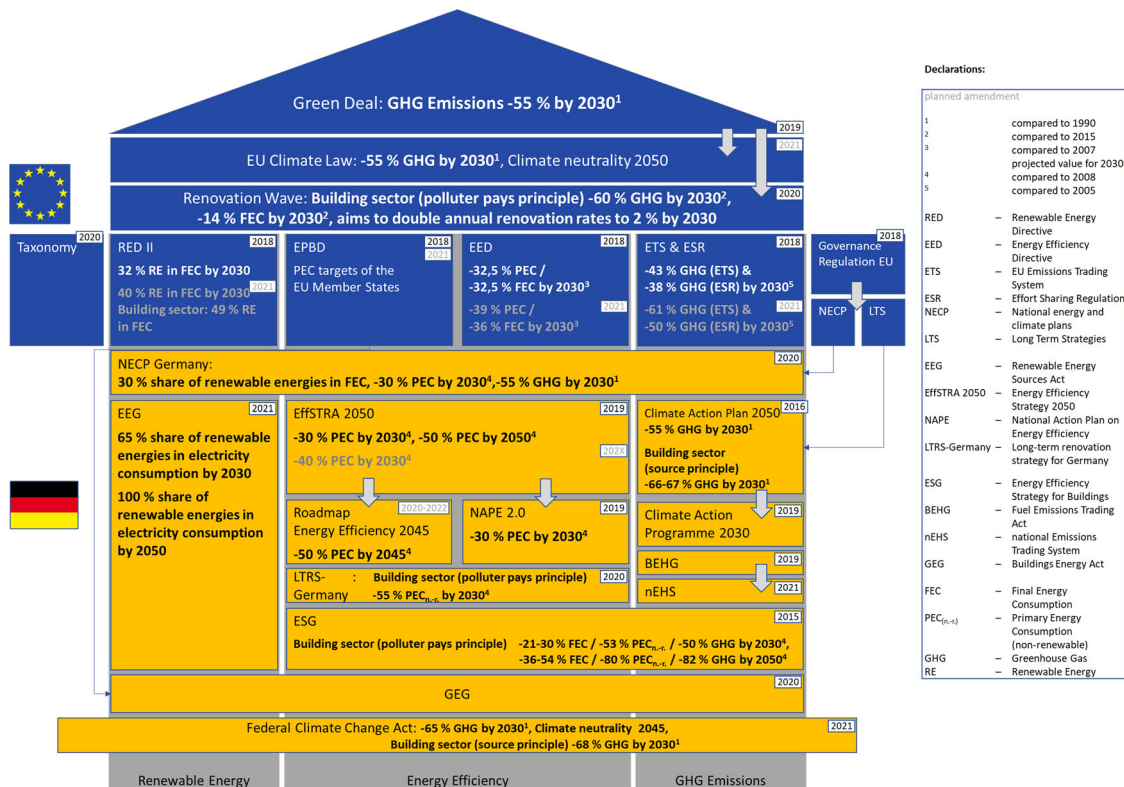 Green Deal: GHG Emissions -55 % by 2030¹
2019
EU Climate Law: -55 % GHG by 2030¹, Climate neutrality 2050
2021
Renovation Wave: Building sector (polluter pays principle) -60 % GHG by 2030²,
-14 % FEC by 2030², aims to double annual renovation rates to 2 % by 2030
2020
Taxonomy
2020
RED II
2018
32 % RE in FEC by 2030
2021
40 % RE in FEC by 2030
Building sector: 49 % RE
in FEC
EPBD
2018
2021
PEC targets of the
EU Member States
EED
2018
-32,5 % PEC /
-32,5 % FEC by 2030³
2021
-39 % PEC /
-36 % FEC by 2030³
ETS & ESR
2018
-43 % GHG (ETS) &
-38 % GHG (ESR) by 2030⁵
2021
-61 % GHG (ETS) &
-50 % GHG (ESR) by 2030⁵
Governance
Regulation EU
2018
NECP
LTS
NECP Germany:
2020
30 % share of renewable energies in FEC, -30 % PEC by 2030⁴,-55 % GHG by 2030¹
EEG
2021
65 % share of renewable
energies in electricity
consumption by 2030
100 % share of
renewable energies in
electricity consumption
by 2050
EffSTRA 2050
2019
-30 % PEC by 2030⁴, -50 % PEC by 2050⁴
202X
-40 % PEC by 2030⁴
Climate Action Plan 2050
2016
-55 % GHG by 2030¹
Building sector
(source principle)
-66-67 % GHG by 2030¹
Roadmap
2020-2022
Energy Efficiency 2045
-50 % PEC by 2045⁴
NAPE 2.0
2019
-30 % PEC by 2030⁴
Climate Action
Programme 2030
2019
BEHG
2019
nEHS
2021
LTRS- : Building sector (polluter pays principle)
Germany -55 % PECₙ.₋ᵣ. by 2030⁴
2020
ESG
2015
Building sector (polluter pays principle) -21-30 % FEC / -53 % PECₙ.₋ᵣ. / -50 % GHG by 2030⁴,
-36-54 % FEC / -80 % PECₙ.₋ᵣ. / -82 % GHG by 2050⁴
GEG
2020
Federal Climate Change Act: -65 % GHG by 2030¹, Climate neutrality 2045,
Building sector (source principle) -68 % GHG by 2030¹
2021
Renewable Energy
Energy Efficiency
GHG Emissions
Declarations:
planned amendment
1 compared to 1990
2 compared to 2015
3 compared to 2007
projected value for 2030
4 compared to 2008
5 compared to 2005
RED – Renewable Energy
Directive
EED – Energy Efficiency
Directive
ETS – EU Emissions Trading
System
ESR – Effort Sharing Regulation
NECP – National energy and
climate plans
LTS – Long Term Strategies
EEG – Renewable Energy
Sources Act
EffSTRA 2050 – Energy Efficiency
Strategy 2050
NAPE – National Action Plan on
Energy Efficiency
LTRS-Germany – Long-term renovation
strategy for Germany
ESG – Energy Efficiency
Strategy for Buildings
BEHG – Fuel Emissions Trading
Act
nEHS – national Emissions
Trading System
GEG – Buildings Energy Act
FEC – Final Energy
Consumption
PEC₍ₙ.₋ᵣ.₎ – Primary Energy
Consumption
(non-renewable)
GHG – Greenhouse Gas
RE – Renewable Energy